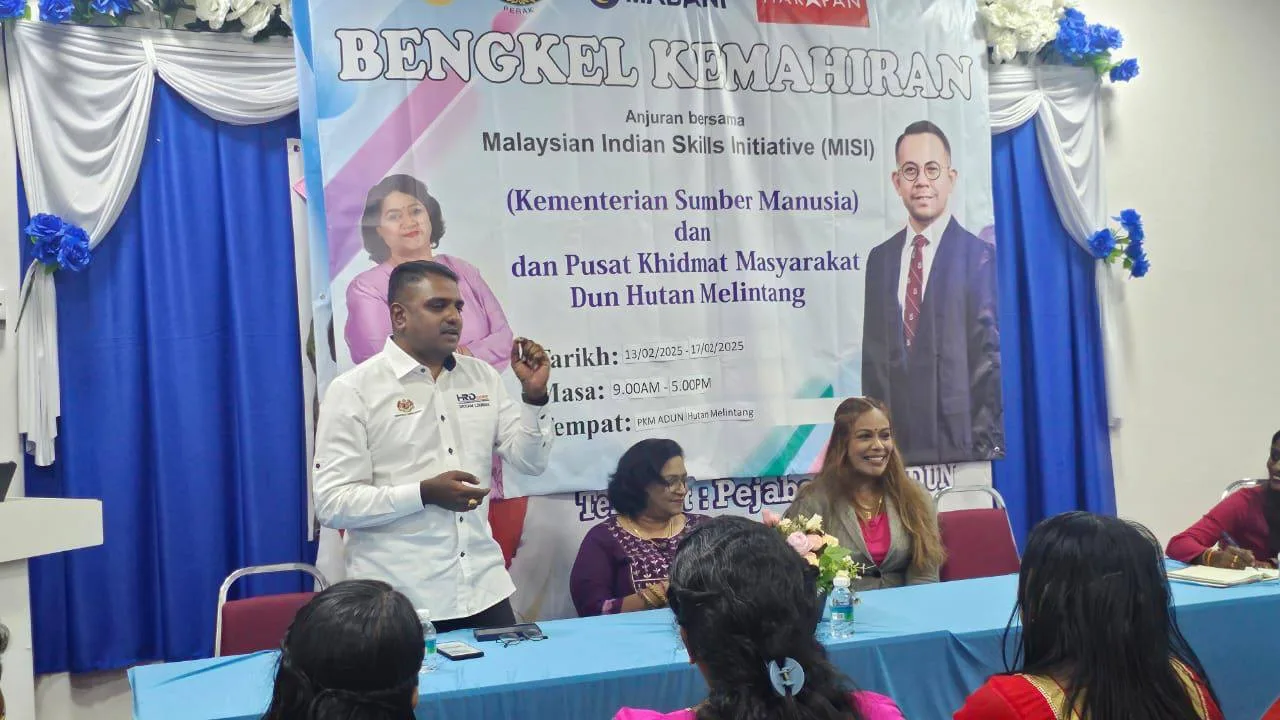 PERAK
MADANI
HARAPAN
BENGKEL KEMAHIRAN
Anjuran bersama
Malaysian Indian Skills Initiative (MISI)
(Kementerian Sumber Manusia)
dan
dan Pusat Khidmat Masyarakat
Dun Hutan Melintang
Tarikh: 13/02/2025 - 17/02/2025
Masa: 9.00AM - 5.00PM
Tempat: PKM ADUN Hutan Melintang
HRD